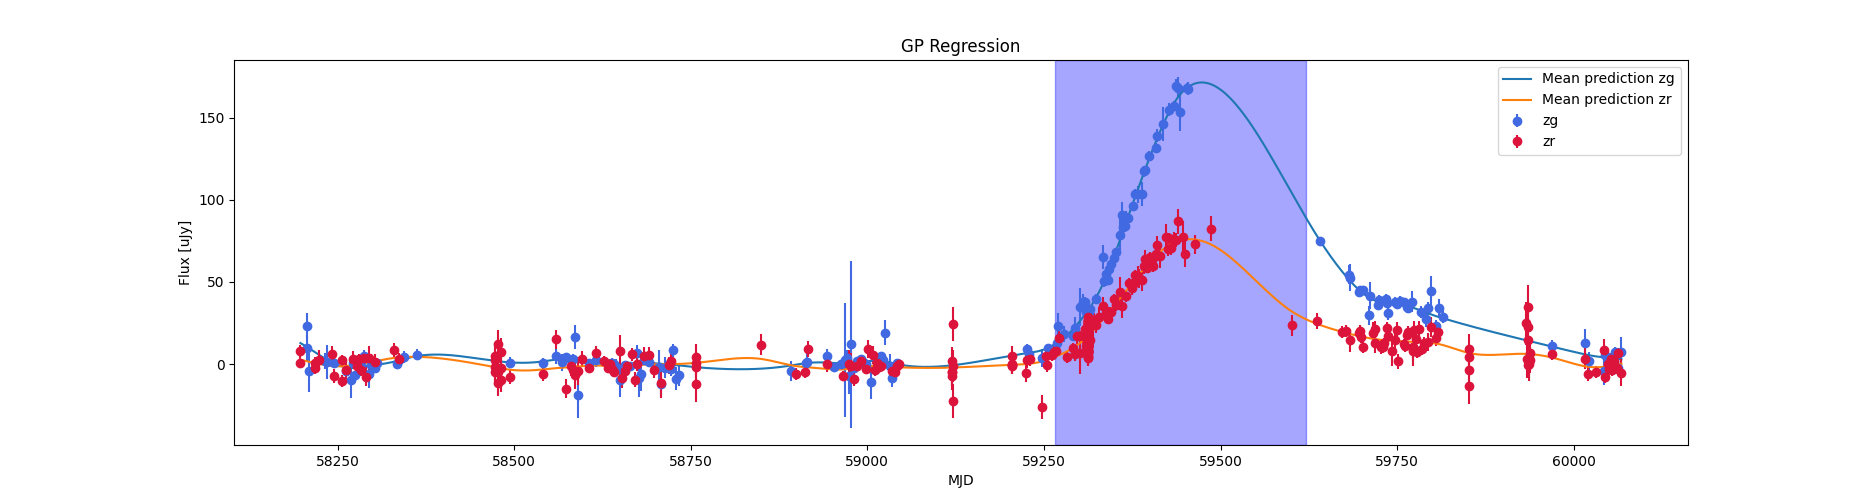 GP Regression
Mean prediction zg
Mean prediction zr
zg
zr
Flux [uJy]
150
100
50
0
58250 58500 58750 59000 59250 59500 59750 60000
MJD